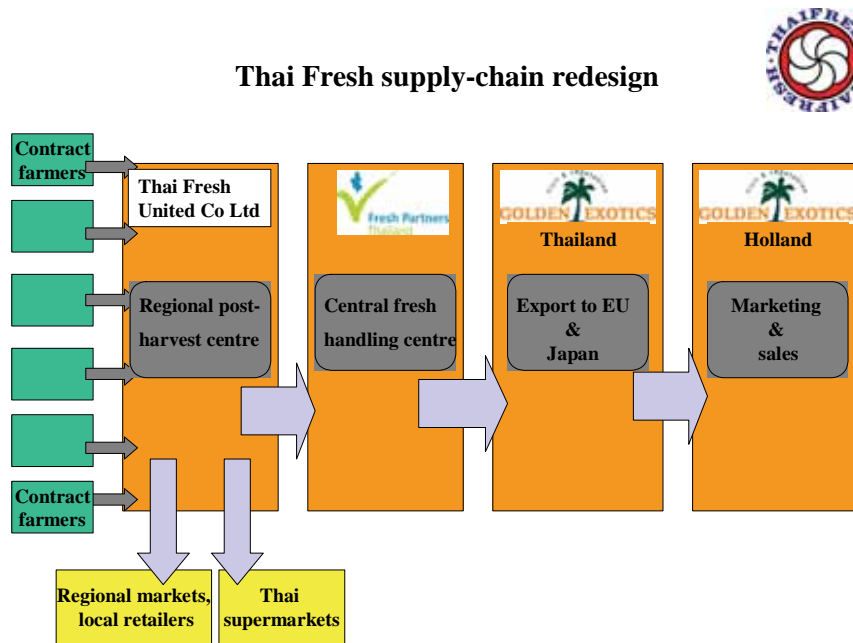 Thai Fresh supply-chain redesign
THAIFRESH
THAIFRESH
Contract
farmers
Thai Fresh
United Co Ltd
Fresh Partners
Thailand
GOLDEN EXOTICS
Thailand
GOLDEN EXOTICS
Holland
Regional post-
harvest centre
Central fresh
handling centre
Export to EU
&
Japan
Marketing
&
sales
Contract
farmers
Regional markets,
local retailers
Thai
supermarkets